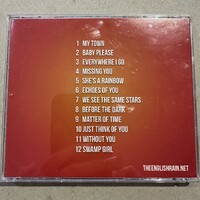 1 MY TOWN
2 BABY PLEASE
3 EVERYWHERE I GO
4 MISSING YOU
5 SHE'S A RAINBOW
6 ECHOES OF YOU
7 WE SEE THE SAME STARS
8 BEFORE THE DARK
9 MATTER OF TIME
10 JUST THINK OF YOU
11 WITHOUT YOU
12 SWAMP GIRL
THEENGLISHRAIN.NET